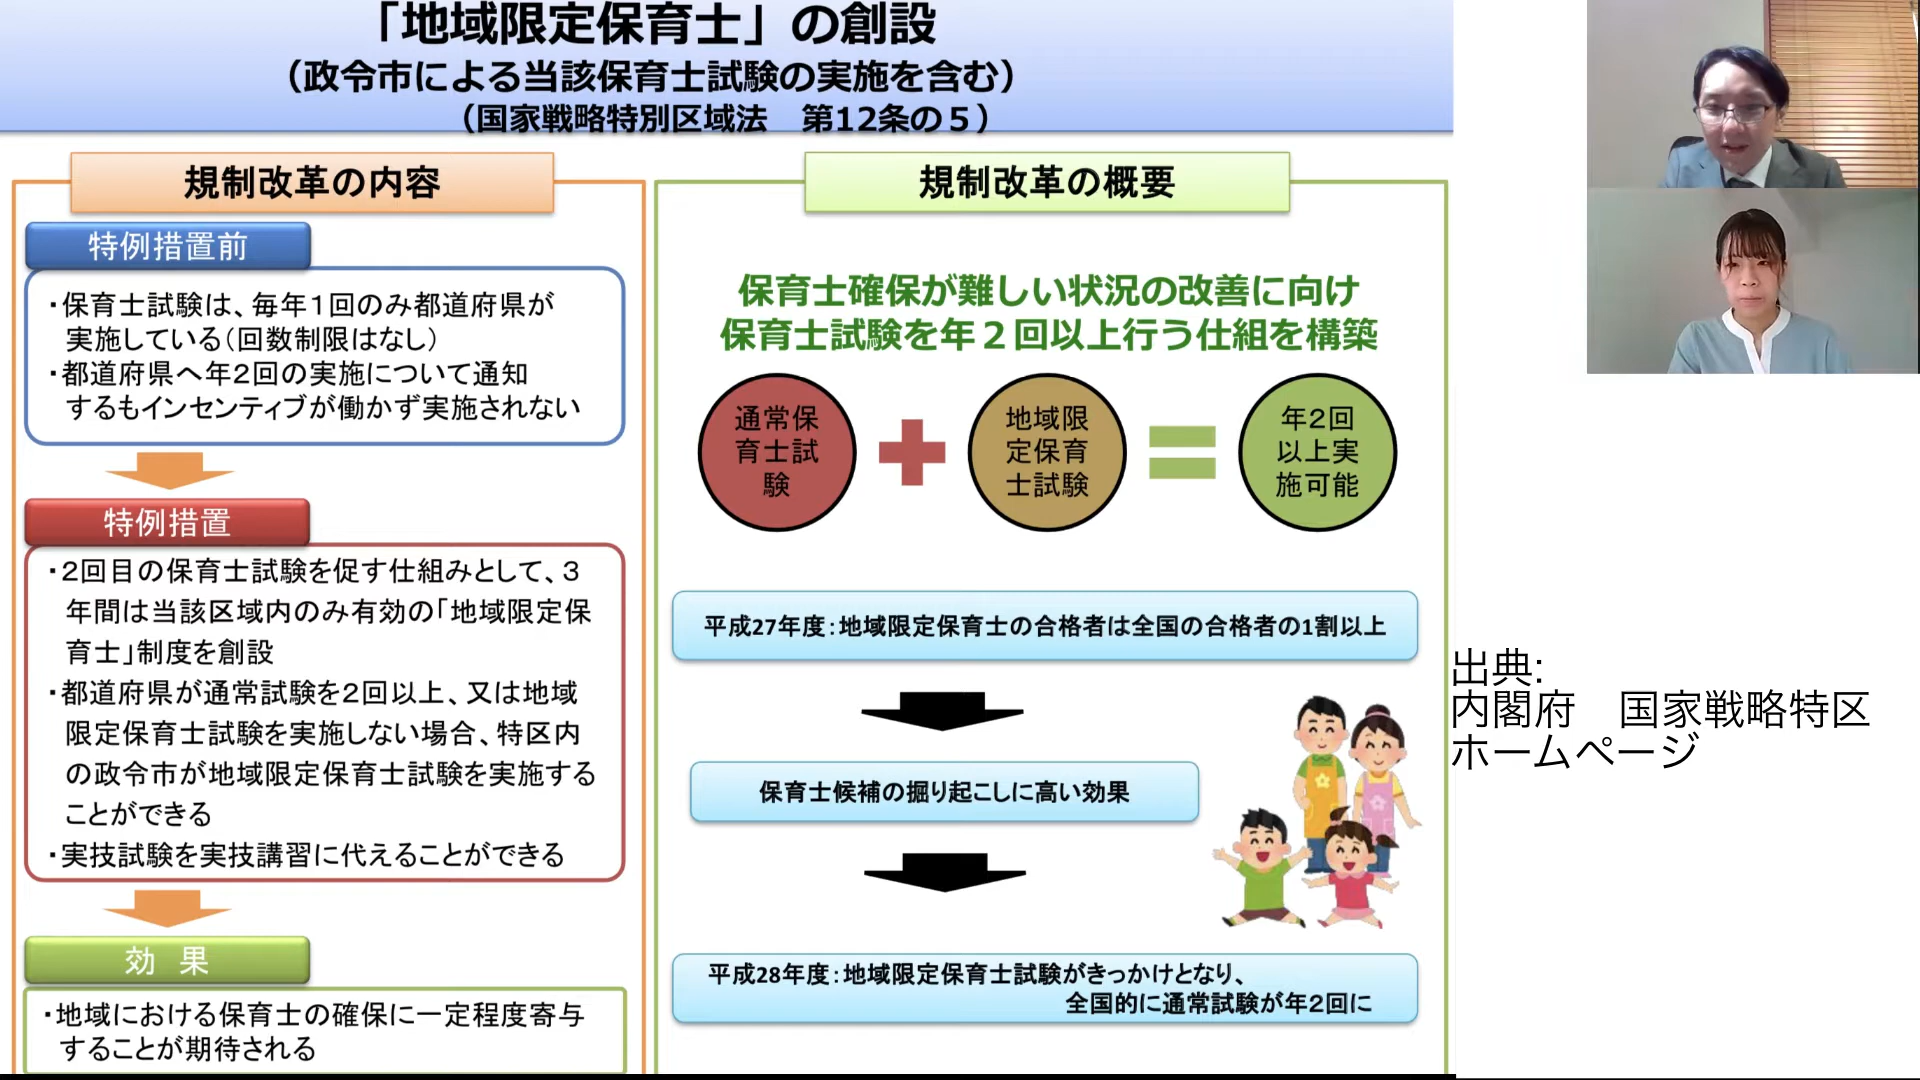 「地域限定保育士」の創設
（政令市による当該保育士試験の実施を含む）
（国家戦略特別区域法　第12条の５）
規制改革の内容
特例措置前
・保育士試験は、毎年１回のみ都道府県が
実施している（回数制限はなし）
・都道府県へ年２回の実施について通知
するもインセンティブが働かず実施されない
特例措置
・２回目の保育士試験を促す仕組みとして、３
年間は当該区域内のみ有効の「地域限定保
育士」制度を創設
・都道府県が通常試験を２回以上、又は地域
限定保育士試験を実施しない場合、特区内
の政令市が地域限定保育士試験を実施する
ことができる
・実技試験を実技講習に代えることができる
効　果
・地域における保育士の確保に一定程度寄与
することが期待される
規制改革の概要
保育士確保が難しい状況の改善に向け
保育士試験を年２回以上行う仕組を構築
通常保
育士試
験
地域限
定保育
士試験
年２回
以上実
施可能
平成27年度：地域限定保育士の合格者は全国の合格者の1割以上
保育士候補の掘り起こしに高い効果
平成28年度：地域限定保育士試験がきっかけとなり、
全国的に通常試験が年２回に
出典:
内閣府　国家戦略特区
ホームページ